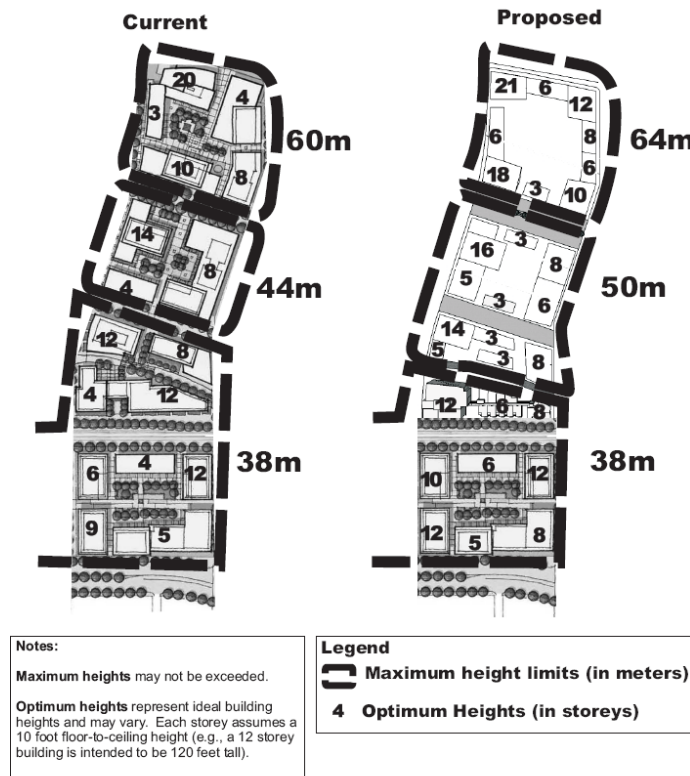 Current
Proposed
20
4
3
10
8
60m
14
8
4
44m
12
8
4
12
6
4
12
38m
9
5
21
6
12
6
8
6
18
3
10
64m
3
16
8
5
3
6
50m
14
3
5
3
8
12
6
8
10
6
12
38m
12
5
8
Notes:
Maximum heights may not be exceeded.
Optimum heights represent ideal building
heights and may vary. Each storey assumes a
10 foot floor-to-ceiling height (e.g., a 12 storey
building is intended to be 120 feet tall).
Legend
Maximum height limits (in meters)
4 Optimum Heights (in storeys)